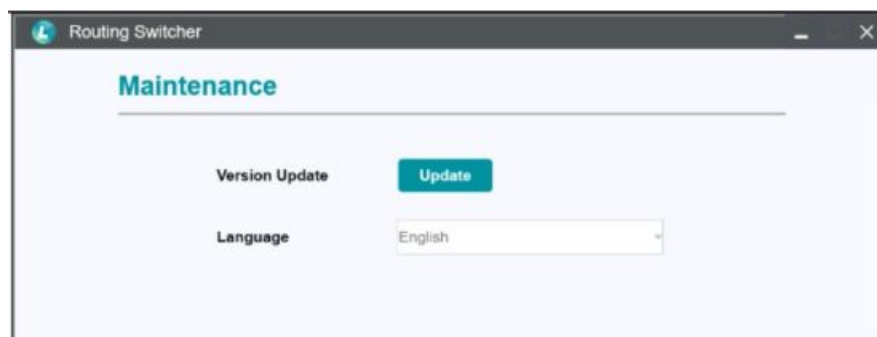 Routing Switcher
Maintenance
Version Update Update
Language English